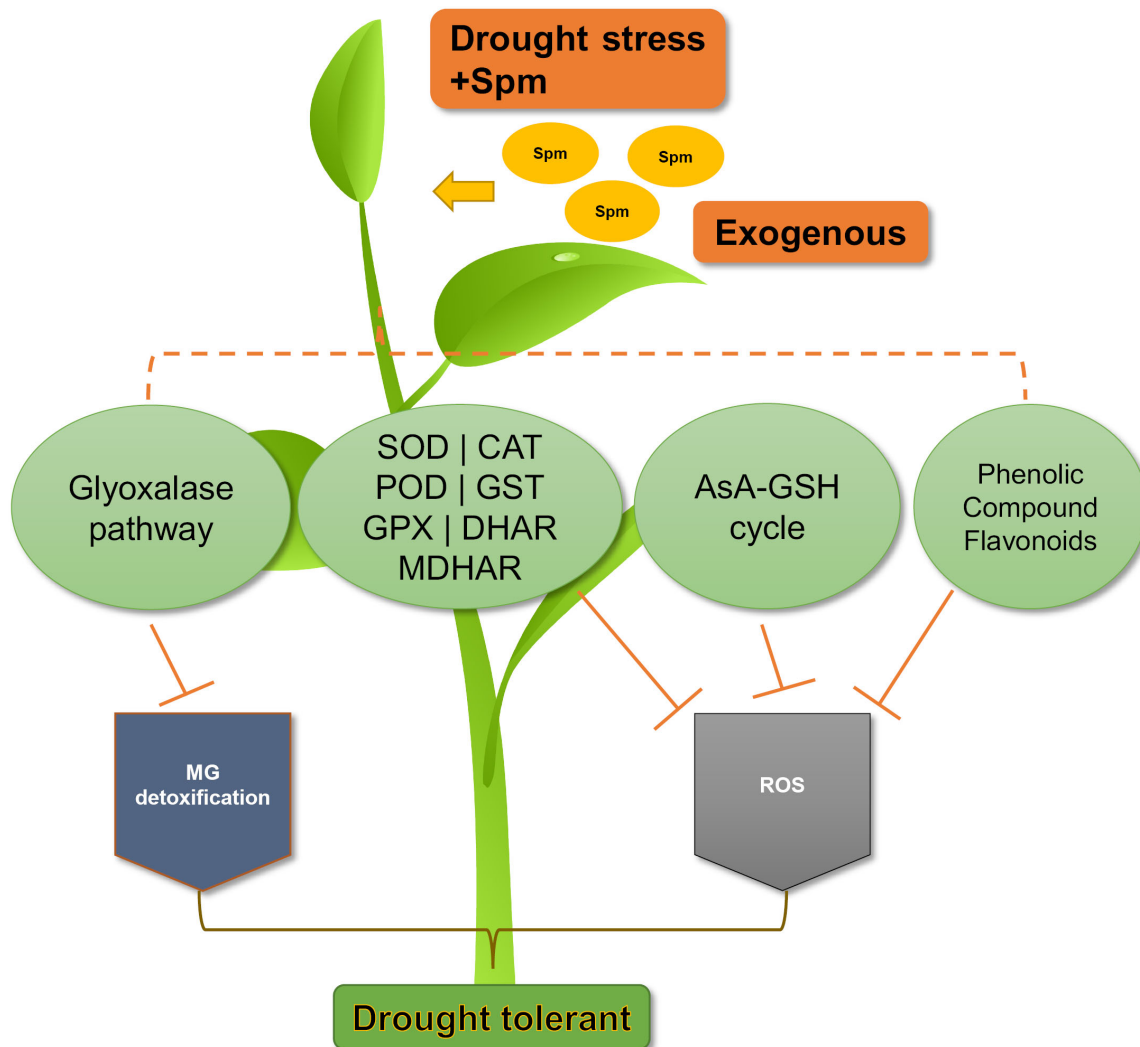 Drought stress
+Spm
Spm
Spm
Spm
Exogenous
Glyoxalase
pathway
SOD | CAT
POD | GST
GPX | DHAR
MDHAR
AsA-GSH
cycle
Phenolic
Compound
Flavonoids
MG
detoxification
ROS
Drought tolerant